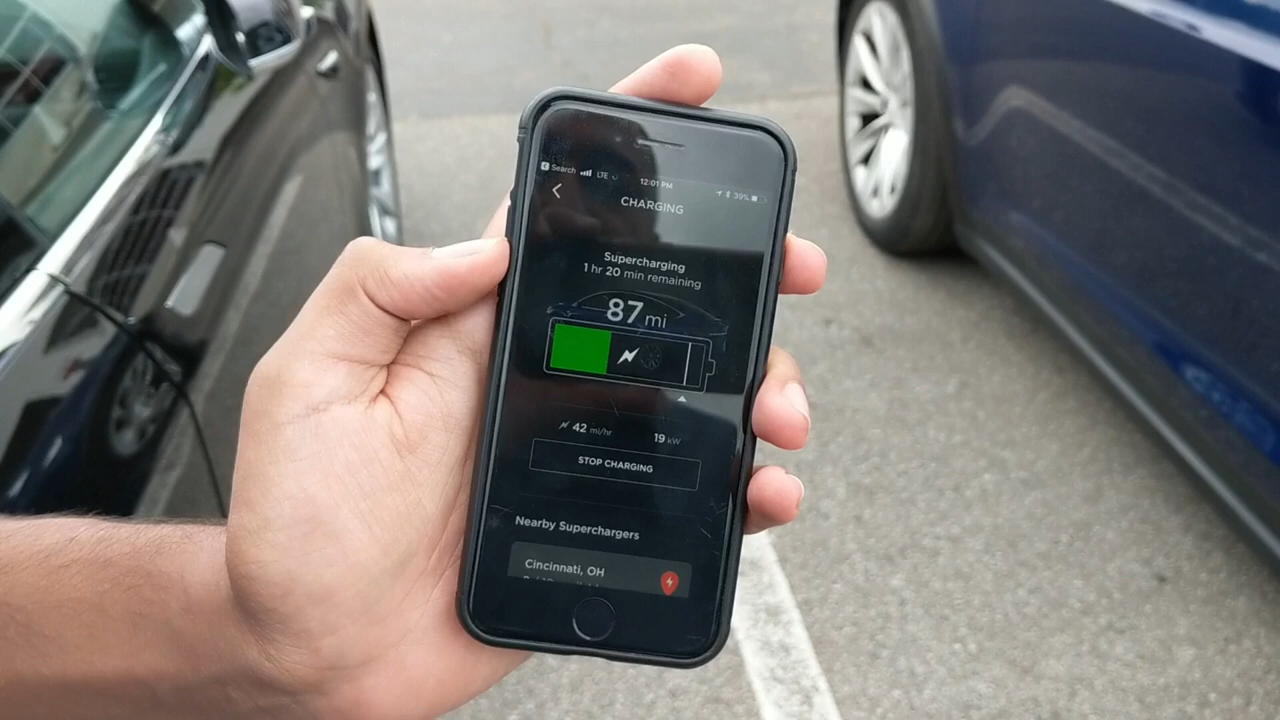 Search LTE 12:01 PM 39%
CHARGING
Supercharging
1 hr 20 min remaining
87 mi
42 mi/hr 19 kW
STOP CHARGING
Nearby Superchargers
Cincinnati, OH